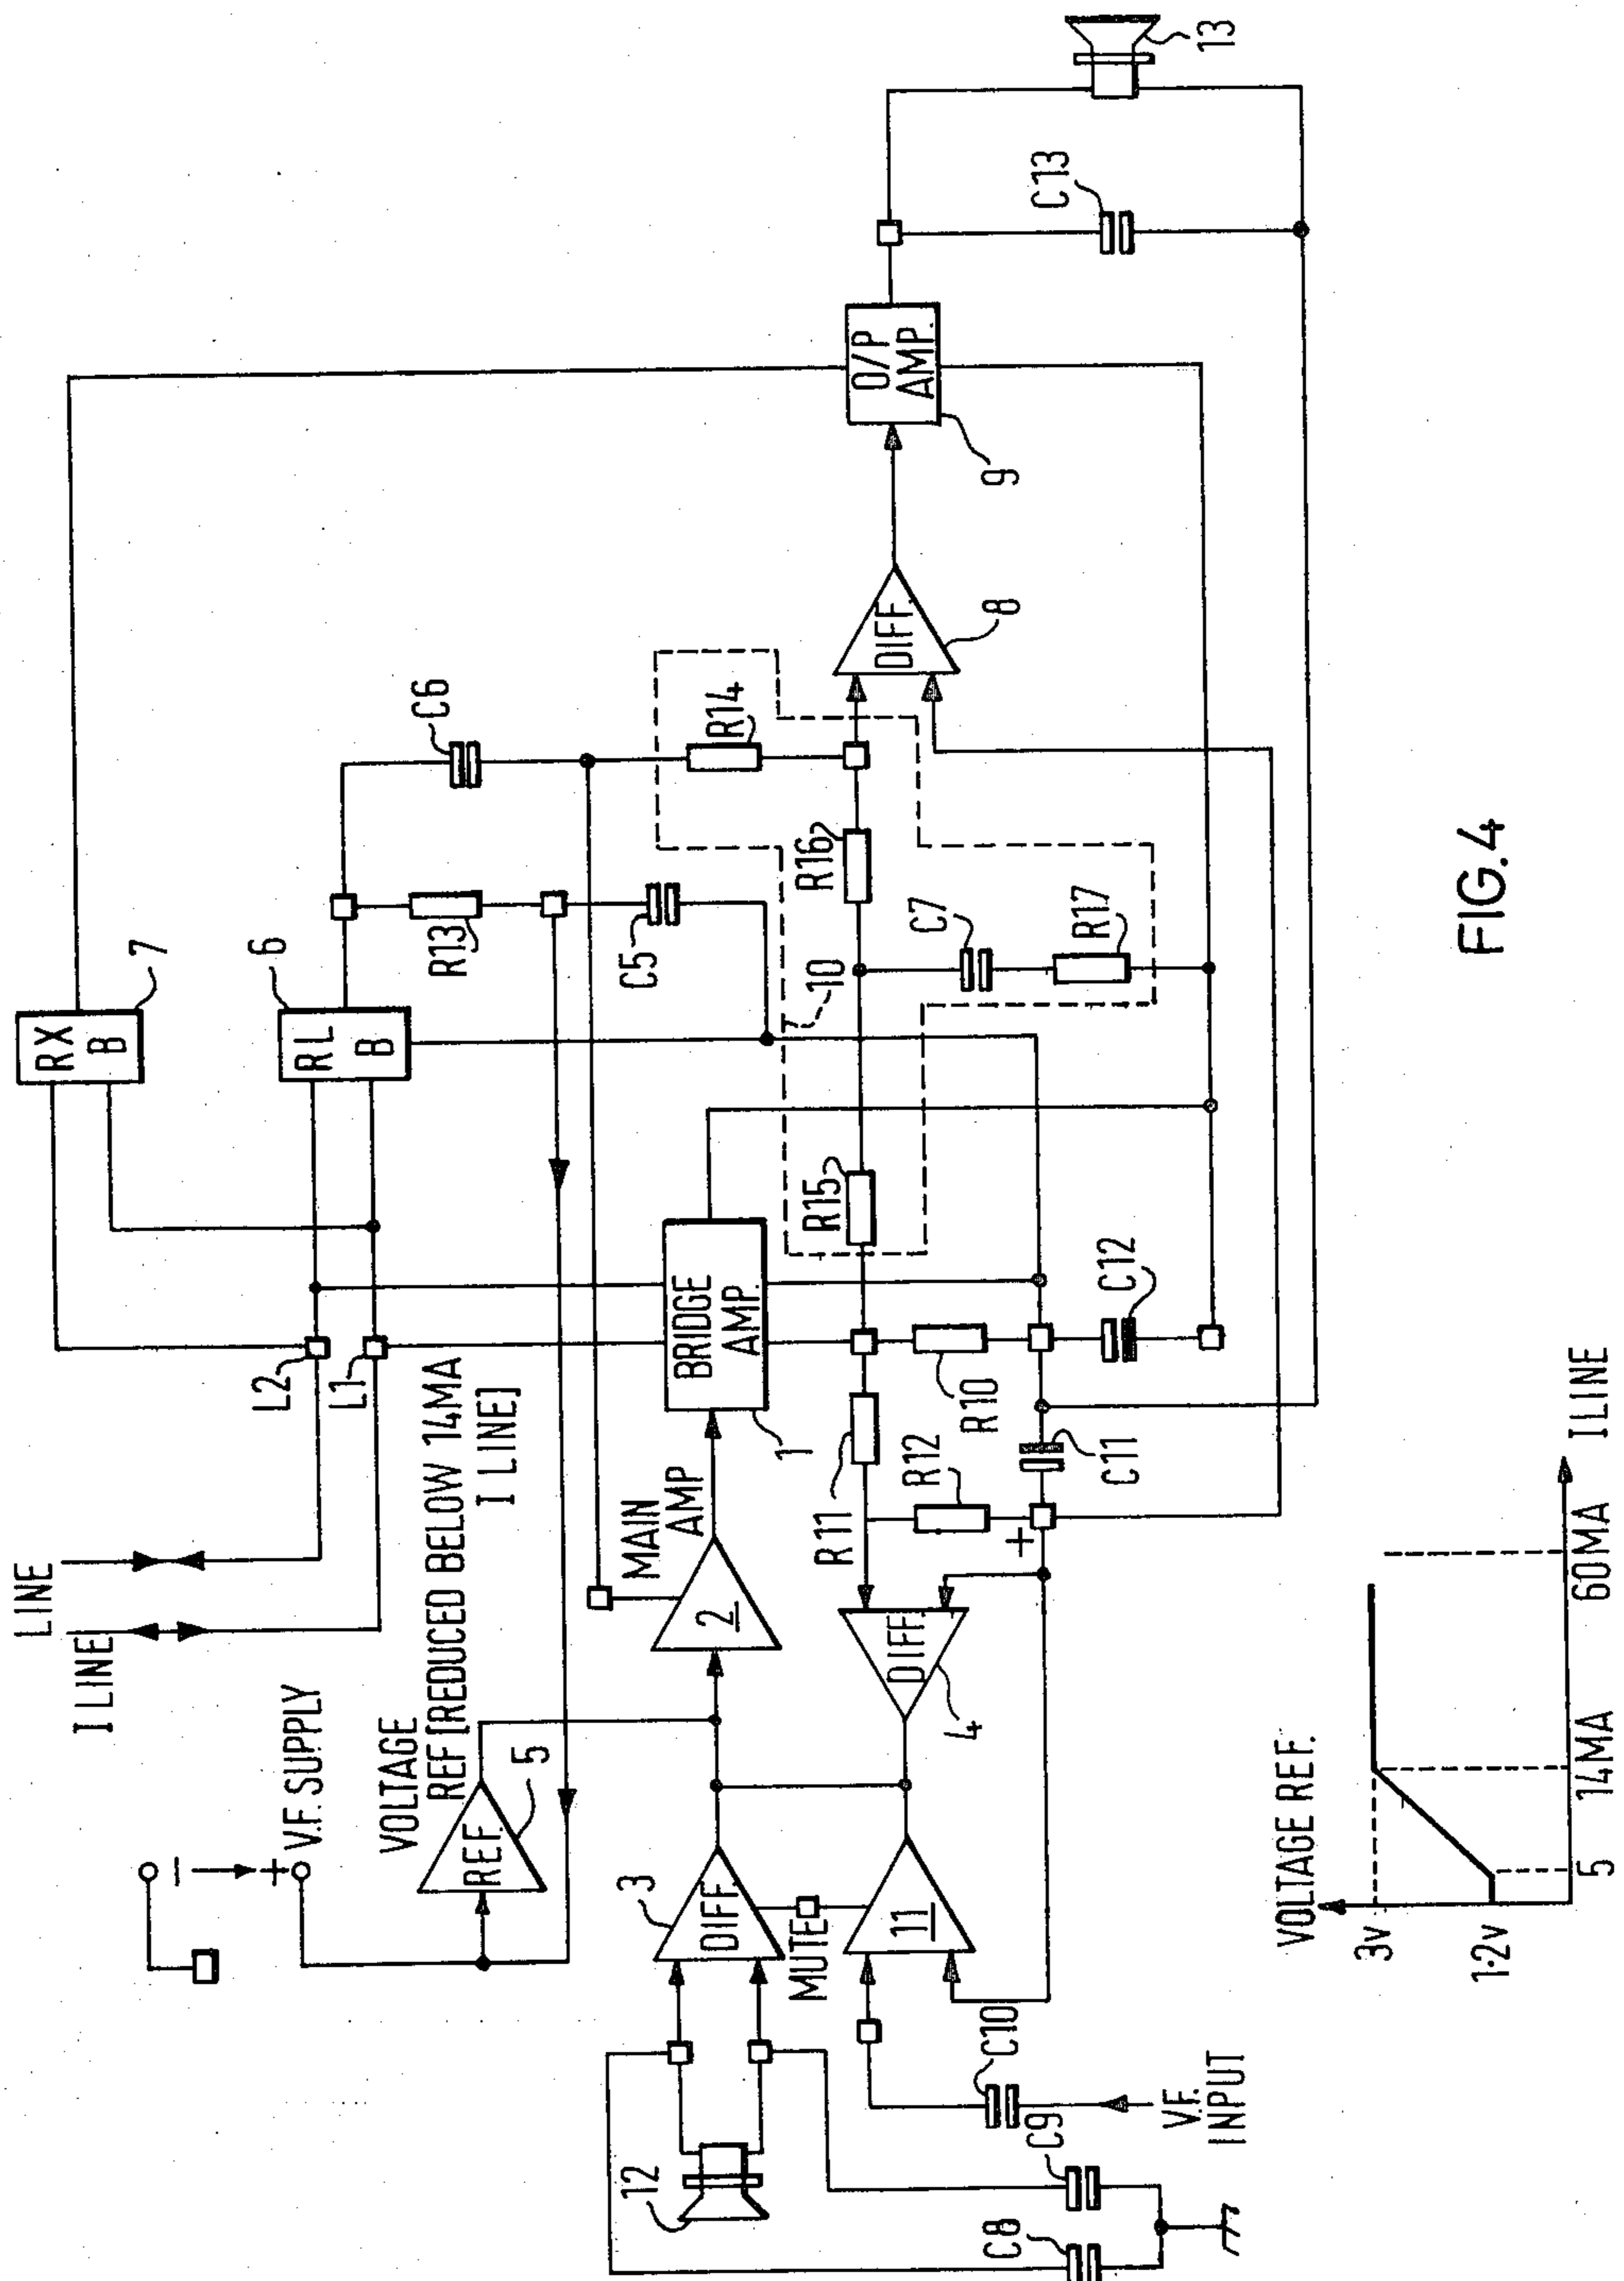 LINE
I LINE
V.F. SUPPLY
VOLTAGE
REF [REDUCED BELOW 14MA
I LINE]
REF.
5
L2
L1
RX
B
7
RL
B
6
C6
R13
C5
R14
MAIN
AMP
2
BRIDGE
AMP.
1
3
DIFF.
MUTE
11
DIFF.
4
R11
R12
R10
R15
10
R16
C7
R17
DIFF.
8
O/P
AMP.
9
C13
13
12
C8
C9
C10
V.F.
INPUT
+
C11
C12
−
+
VOLTAGE REF.
3v
1·2v
5
14MA
60MA
I LINE
FIG.4